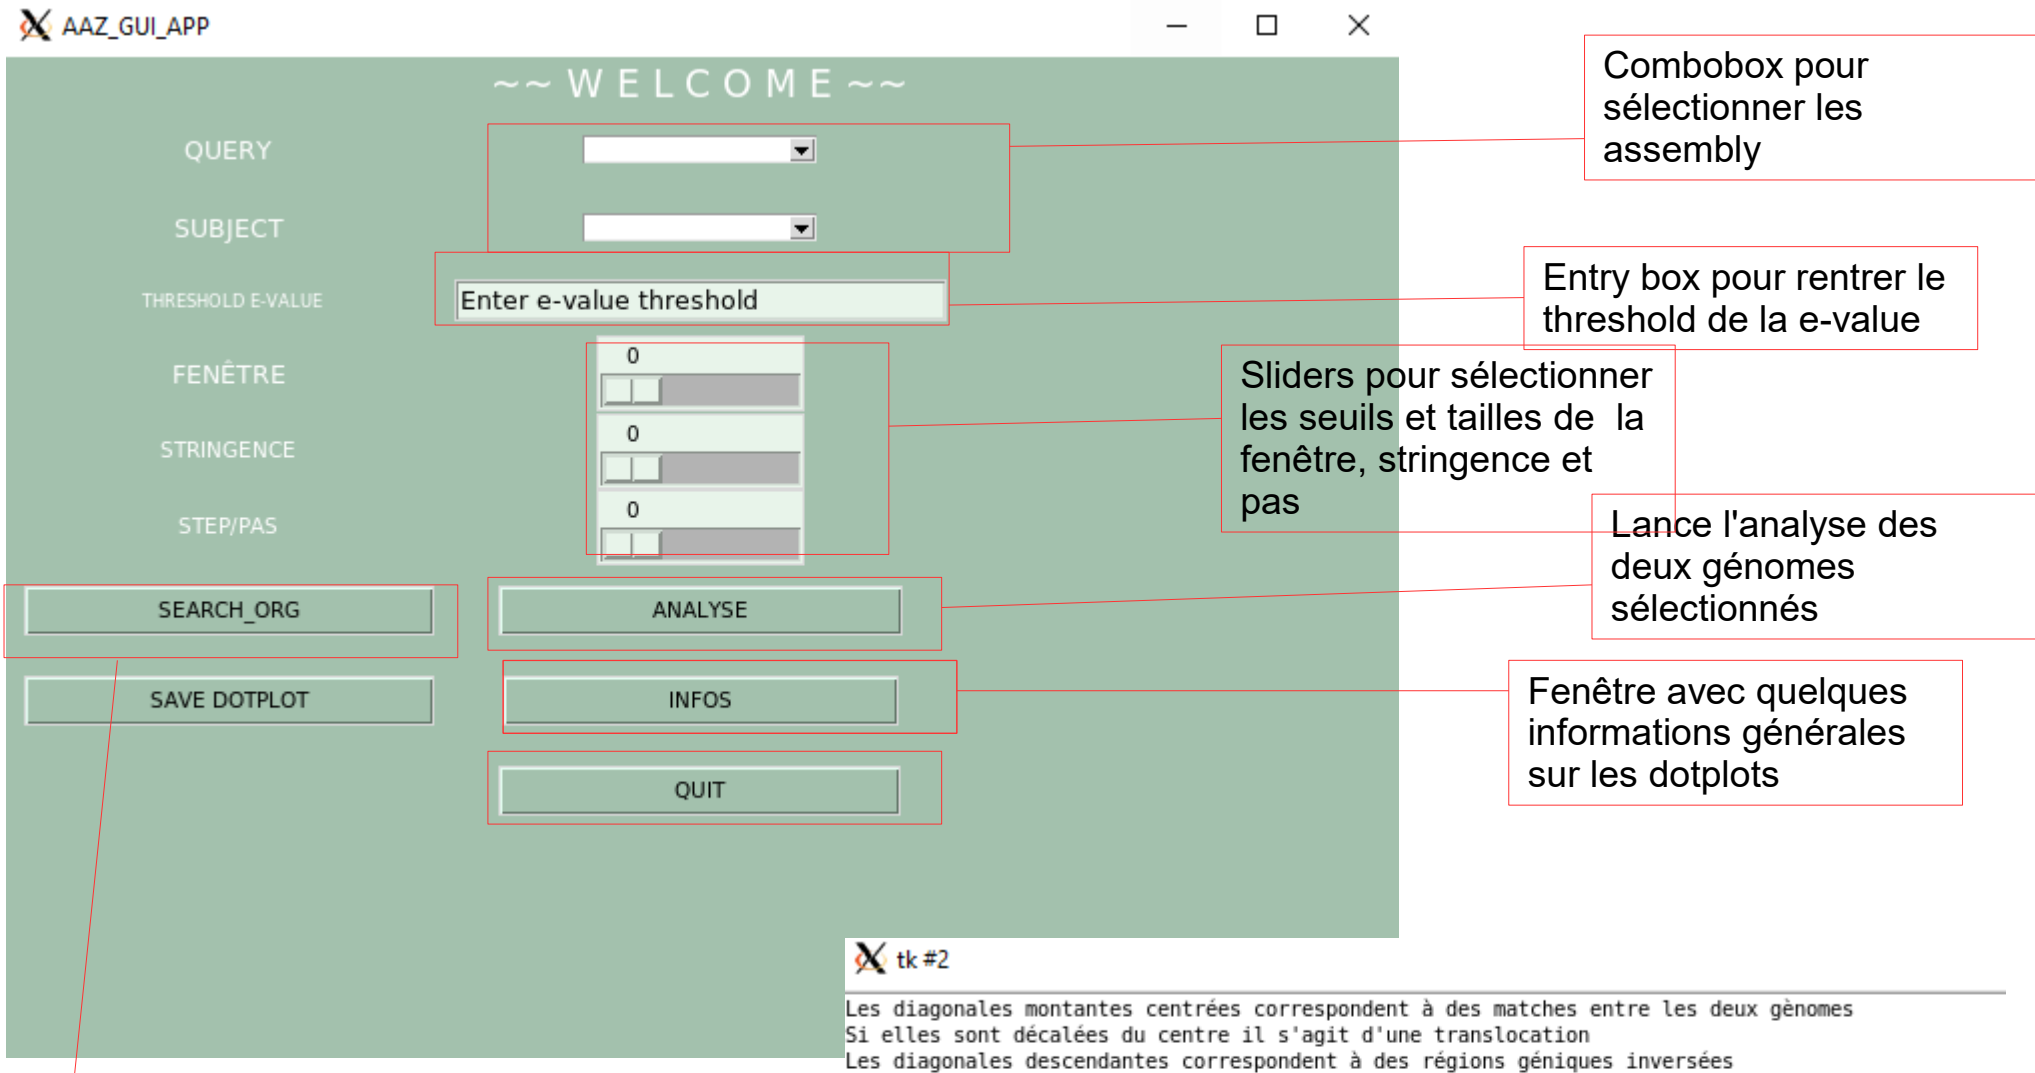 AAZ_GUI_APP
~~ W E L C O M E ~~
QUERY
SUBJECT
THRESHOLD E-VALUE
Enter e-value threshold
FENÊTRE
0
STRINGENCE
0
STEP/PAS
0
SEARCH_ORG
ANALYSE
SAVE DOTPLOT
INFOS
QUIT
Combobox pour
sélectionner les
assembly
Entry box pour rentrer le
threshold de la e-value
Sliders pour sélectionner
les seuils et tailles de la
fenêtre, stringence et
pas
Lance l'analyse des
deux génomes
sélectionnés
Fenêtre avec quelques
informations générales
sur les dotplots
tk #2
Les diagonales montantes centrées correspondent à des matches entre les deux gènomes
Si elles sont décalées du centre il s'agit d'une translocation
Les diagonales descendantes correspondent à des régions géniques inversées